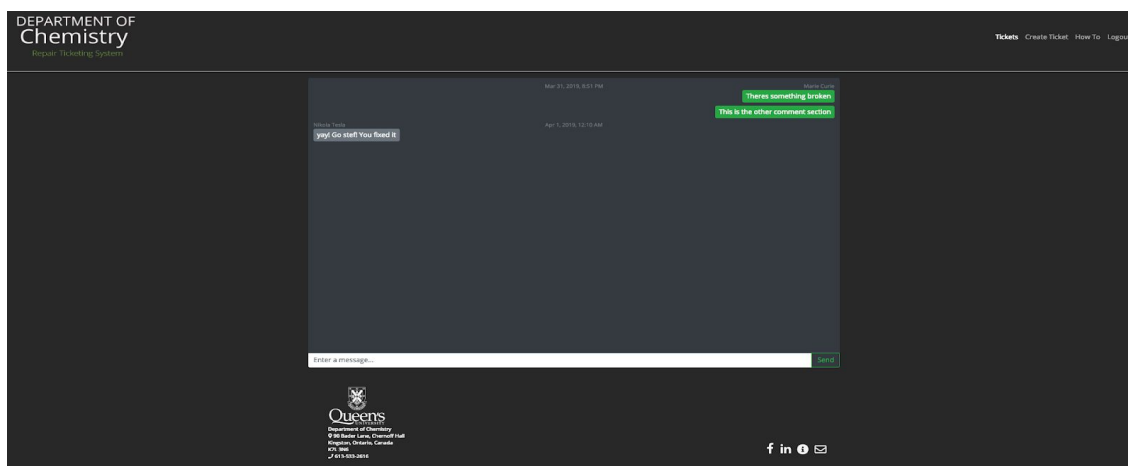 DEPARTMENT OF
Chemistry
Repair Ticketing System
Tickets Create Ticket How To Logout
Mar 31, 2019, 8:51 PM
Marie Curie
Theres something broken
This is the other comment section
Nikola Tesla
Apr 1, 2019, 12:10 AM
yay! Go stef! You fixed it
Enter a message...
Send
Queen's
UNIVERSITY
Department of Chemistry
90 Bader Lane, Chernoff Hall
Kingston, Ontario, Canada
K7L 3N6
613-533-2616